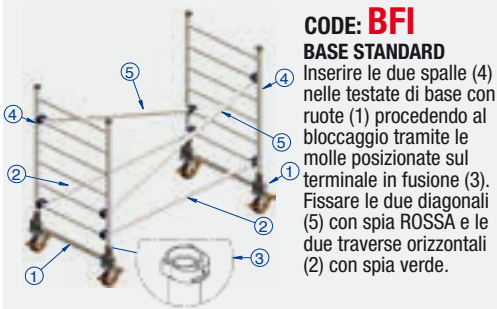 CODE: BFI
BASE STANDARD
Inserire le due spalle (4)
nelle testate di base con
ruote (1) procedendo al
bloccaggio tramite le
molle posizionate sul
terminale in fusione (3).
Fissare le due diagonali
(5) con spia ROSSA e le
due traverse orizzontali
(2) con spia verde.
5
4
4
5
2
1
2
1
3